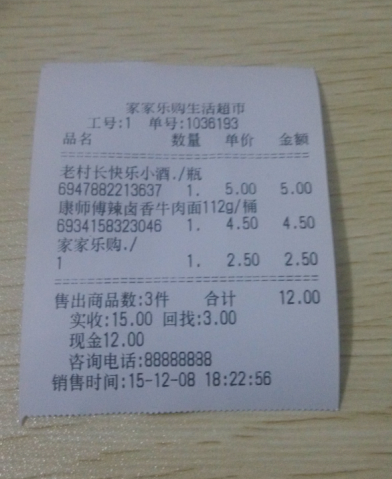 家家乐购生活超市
工号:1 单号:1036193
品名 数量 单价 金额
老村长快乐小酒./瓶
6947882213637 1. 5.00 5.00
康师傅辣卤香牛肉面112g/桶
6934158323046 1. 4.50 4.50
家家乐购./
1 1. 2.50 2.50
售出商品数:3件 合计 12.00
实收:15.00 回找:3.00
现金12.00
咨询电话:88888888
销售时间:15-12-08 18:22:56